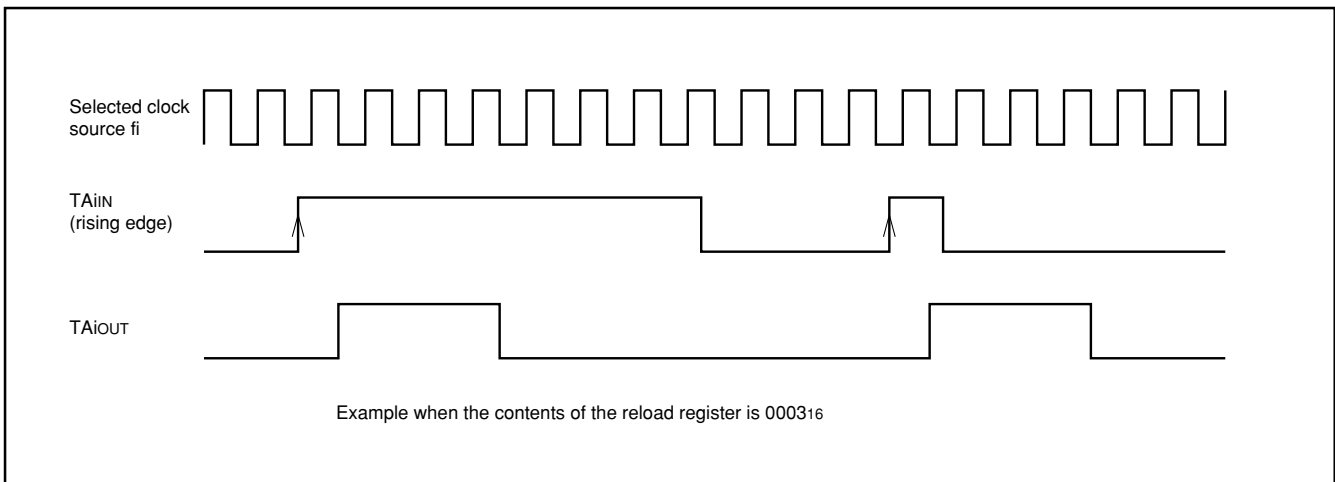 Selected clock
source fi
TAiIN
(rising edge)
TAiOUT
Example when the contents of the reload register is 000316